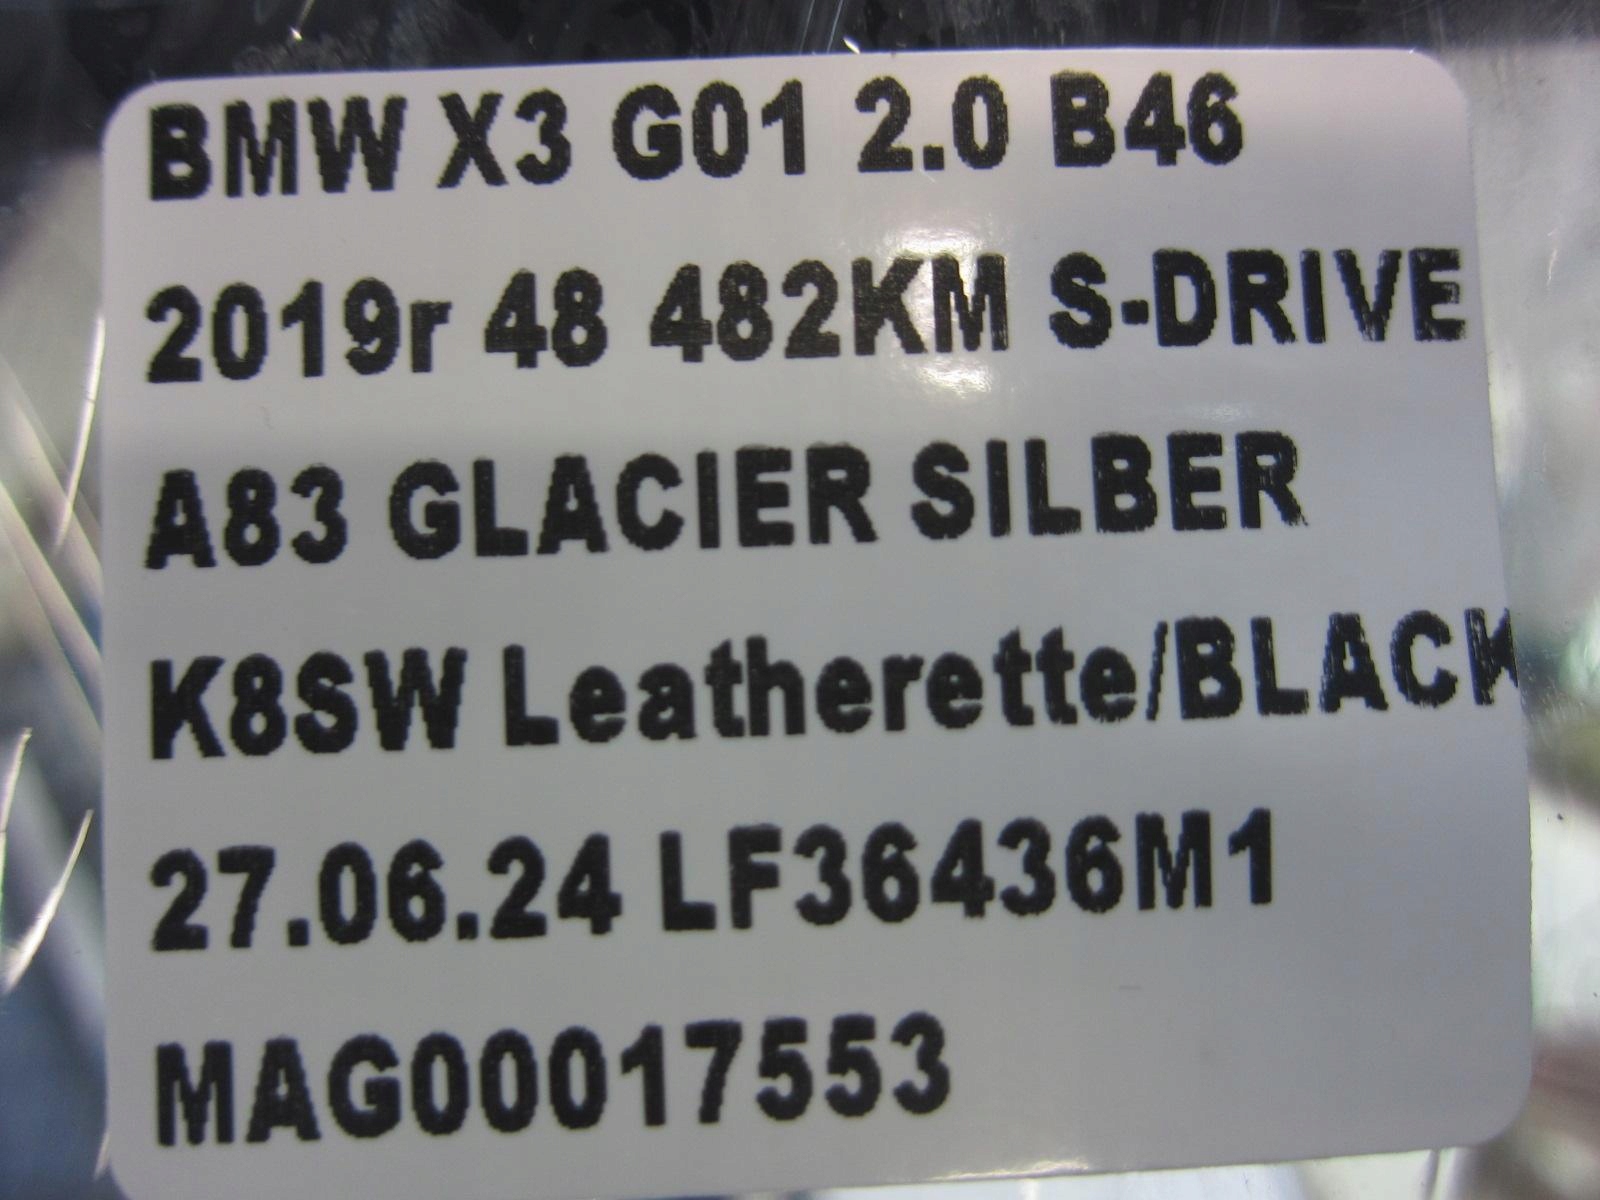 BMW X3 G01 2.0 B46
2019r 48 482KM S-DRIVE
A83 GLACIER SILBER
K8SW Leatherette/BLACK
27.06.24 LF36436M1
MAG00017553